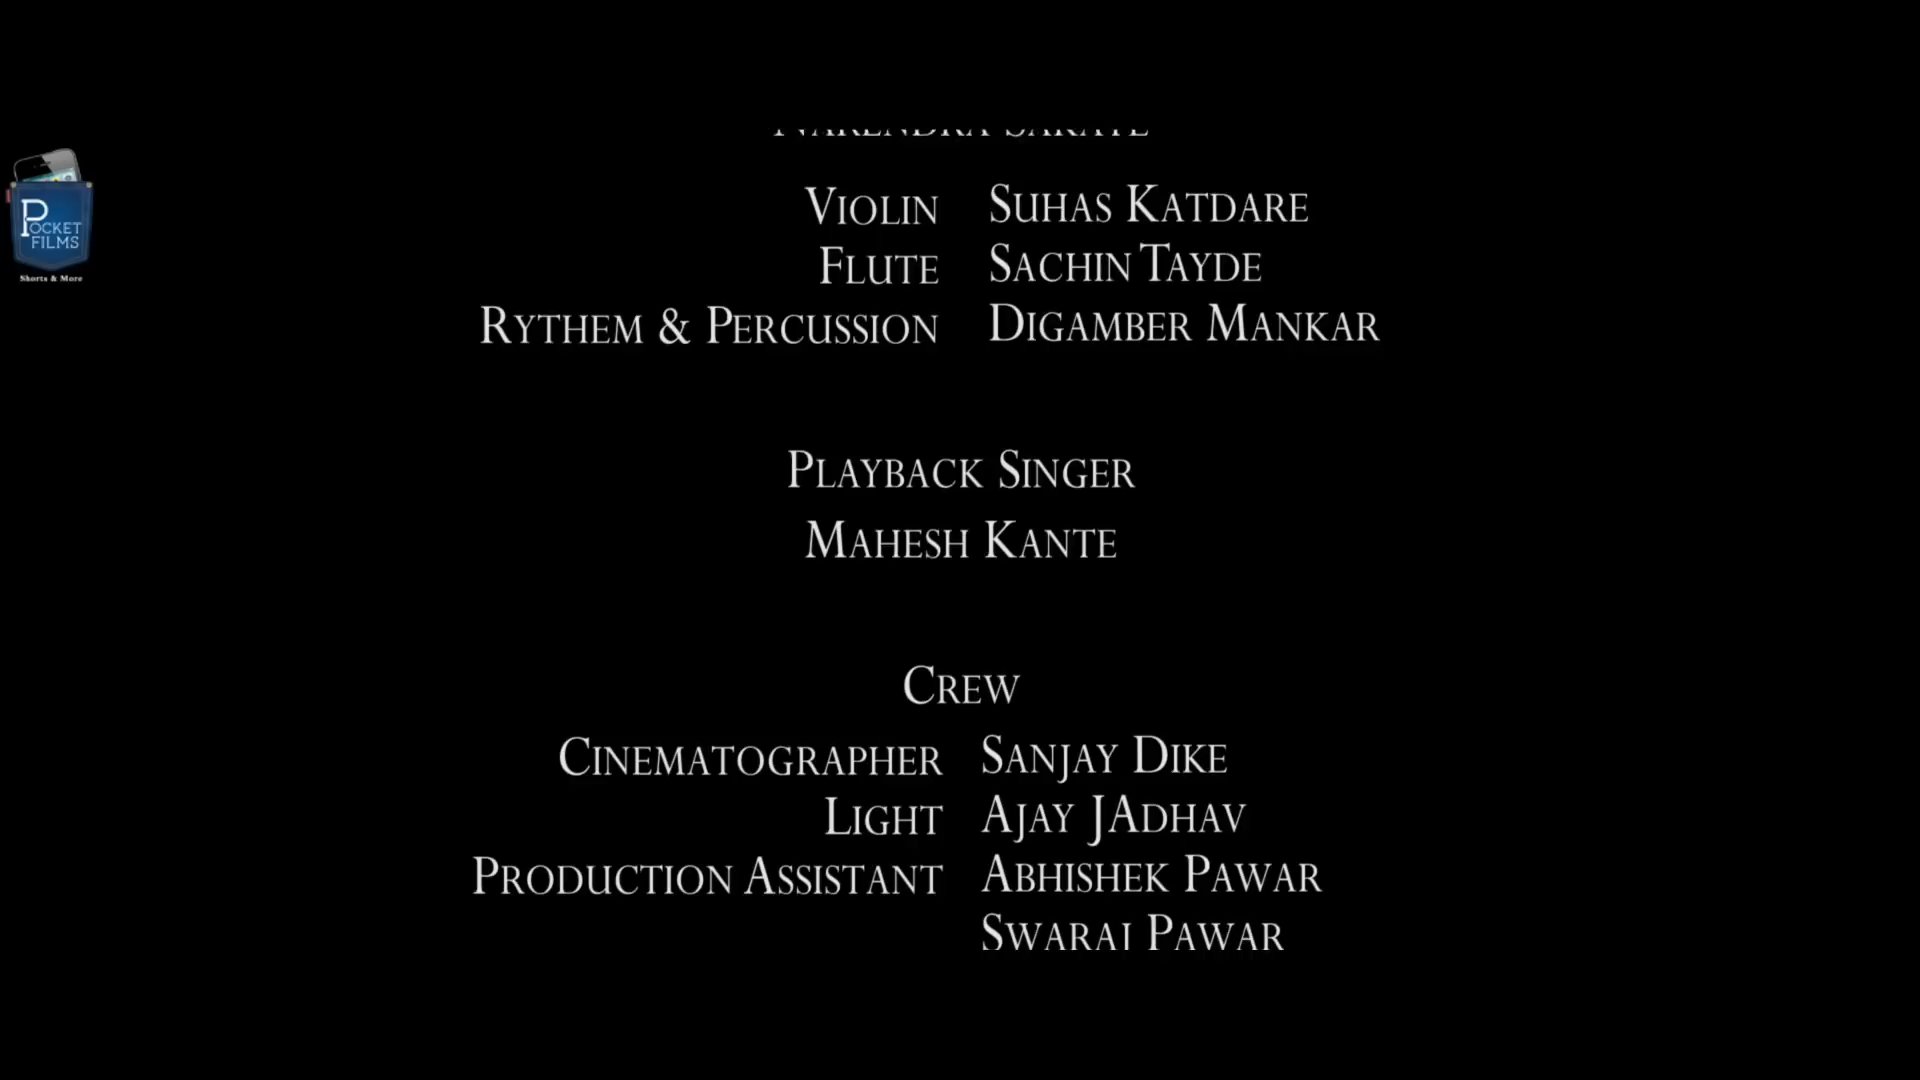 Violin Suhas Katdare
Flute Sachin Tayde
Rythem & Percussion Digamber Mankar
Playback Singer
Mahesh Kante
Crew
Cinematographer Sanjay Dike
Light Ajay JAdhav
Production Assistant Abhishek Pawar
Swaraj Pawar
Pocket
Films
Shorts & More